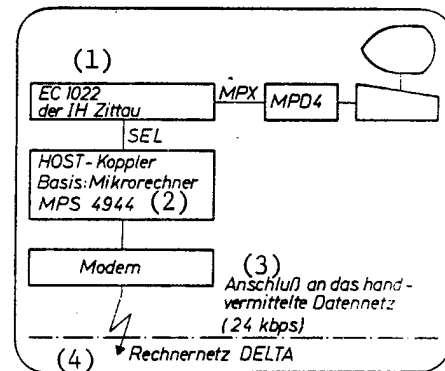 (1)
EC 1022
der IH Zittau
MPX
MPD4
SEL
HOST-Koppler
Basis: Mikrorechner
MPS 4944 (2)
Modem
(3)
Anschluß an das hand-
vermittelte Datennetz
(24 kbps)
(4) Rechnernetz DELTA